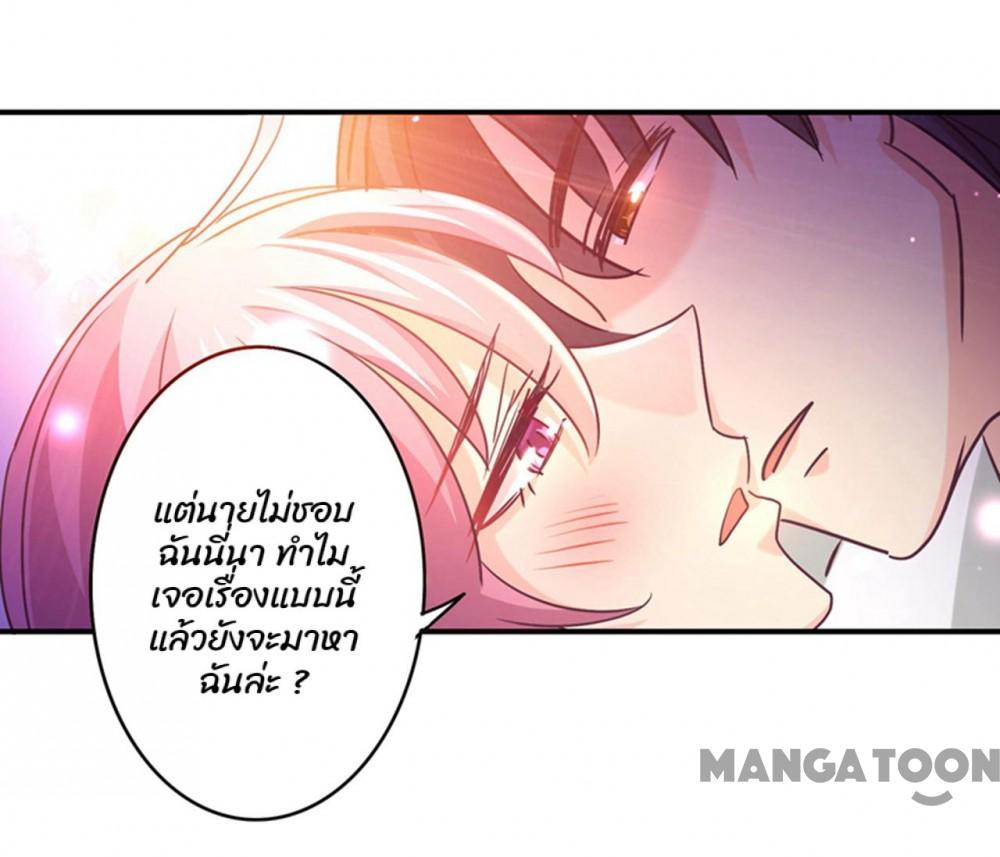 แต่นายไม่ชอบ
ฉันนี่นา ทำไม
เจอเรื่องแบบนี้
แล้วยังจะมาหา
ฉันล่ะ ?
MANGATOON